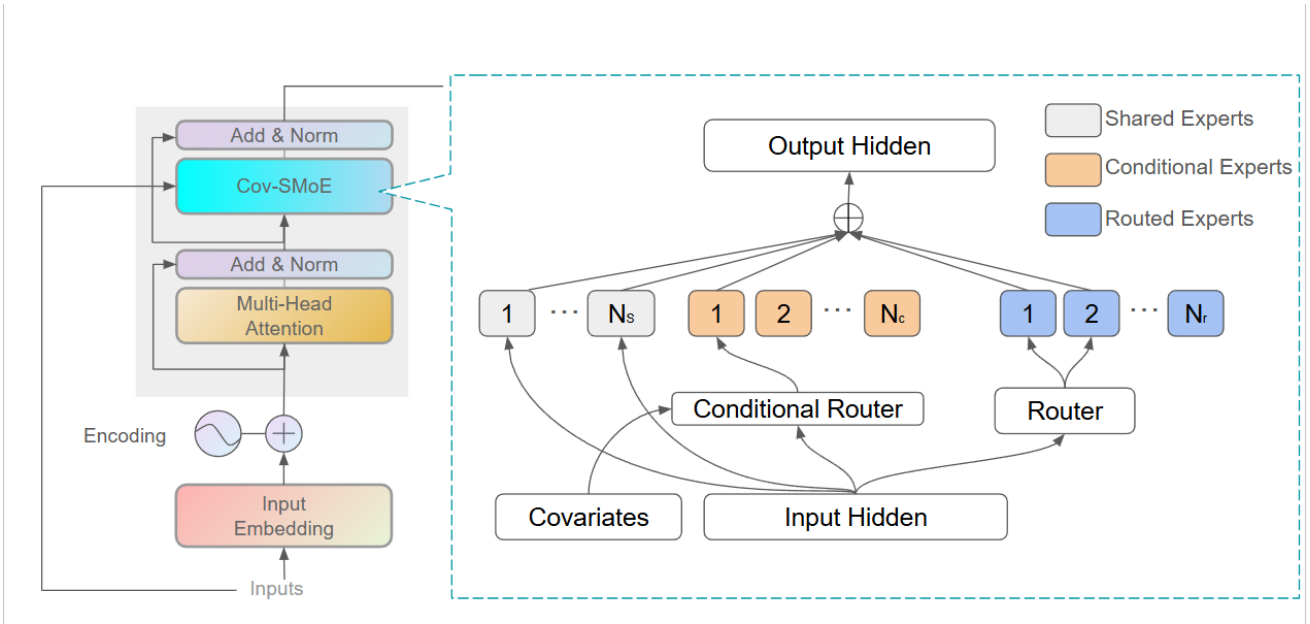 Add & Norm
Cov-SMoE
Add & Norm
Multi-Head
Attention
Encoding
Input
Embedding
Inputs
Output Hidden
Shared Experts
Conditional Experts
Routed Experts
1 ... Ns
1 2 ... Nc
1 2 ... Nr
Conditional Router
Router
Covariates
Input Hidden